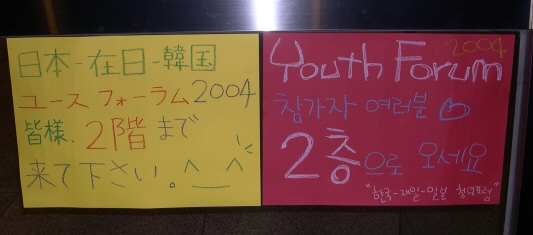 日本-在日-韓国
ユースフォーラム2004
皆様、2階まで
来て下さい。^_^
2004
Youth Forum
참가자 여러분
2층으로 오세요
"한국-재일-일본 청년포럼"